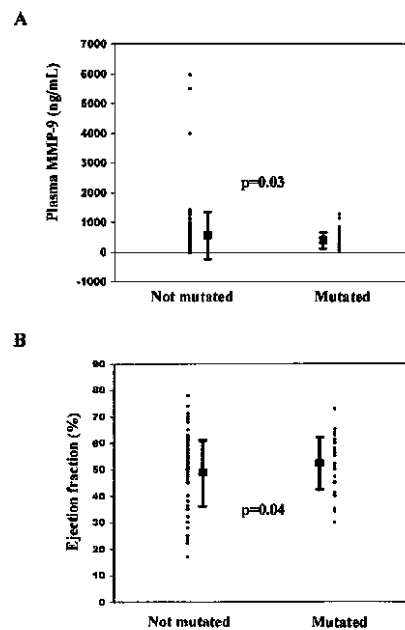 A
Plasma MMP-9 (ng/mL)
7000
6000
5000
4000
3000
2000
1000
0
-1000
p=0.03
Not mutated Mutated
B
Ejection fraction (%)
90
80
70
60
50
40
30
20
10
0
p=0.04
Not mutated Mutated